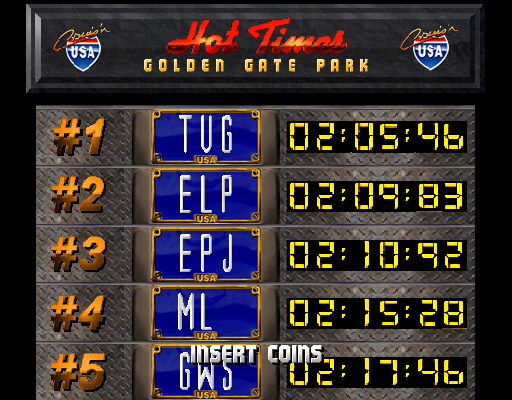 Cruis'n USA Hot Times Cruis'n USA
GOLDEN GATE PARK
#1 TVG USA 02:05:46
#2 ELP USA 02:09:83
#3 EPJ USA 02:10:92
#4 ML USA 02:15:28
INSERT COINS
#5 GWS 02:17:46